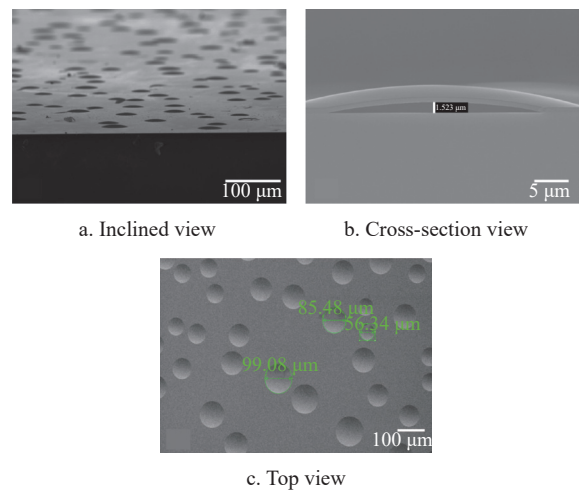 100 μm
1.523 μm
5 μm
a. Inclined view
b. Cross-section view
85.48 μm
56.34 μm
99.08 μm
100 μm
c. Top view